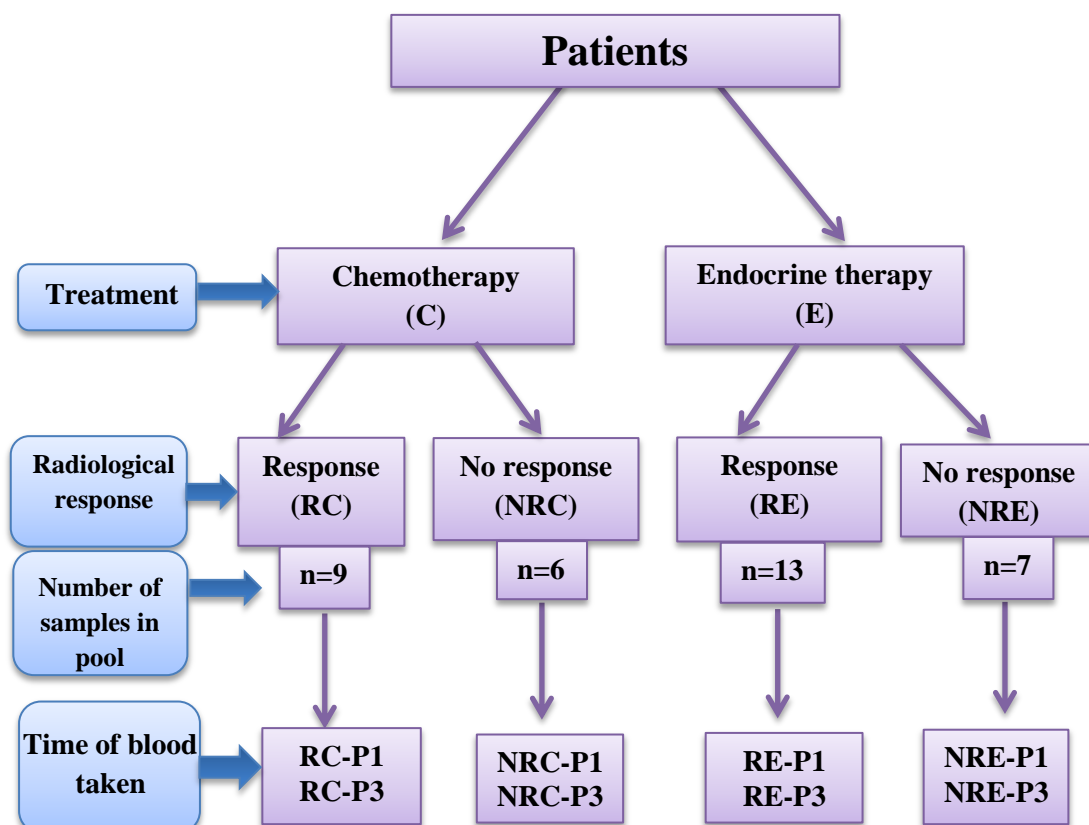 Patients
Treatment
Chemotherapy
(C)
Endocrine therapy
(E)
Radiological
response
Response
(RC)
No response
(NRC)
Response
(RE)
No response
(NRE)
Number of
samples in
pool
n=9
n=6
n=13
n=7
Time of blood
taken
RC-P1
RC-P3
NRC-P1
NRC-P3
RE-P1
RE-P3
NRE-P1
NRE-P3